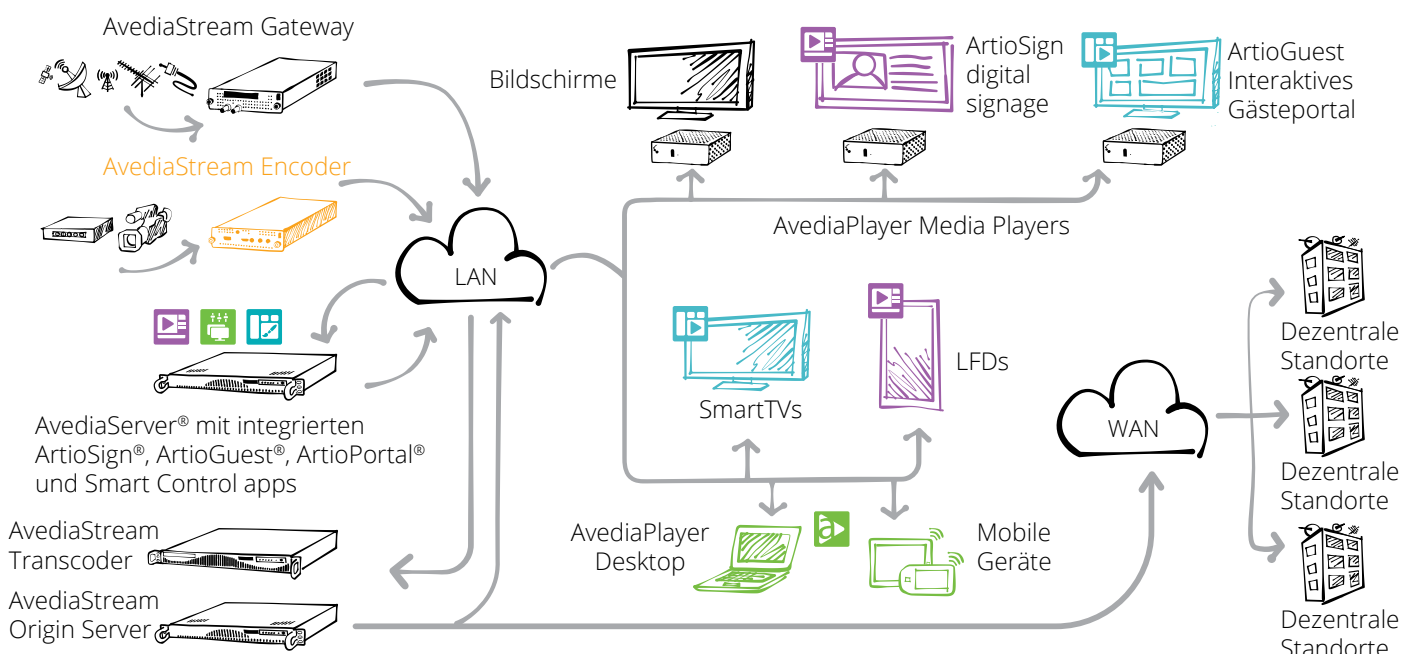 AvediaStream Gateway
Bildschirme
ArtioSign
digital
signage
ArtioGuest
Interaktives
Gästeportal
AvediaStream Encoder
AvediaPlayer Media Players
LAN
AvediaServer® mit integrierten
ArtioSign®, ArtioGuest®, ArtioPortal®
und Smart Control apps
SmartTVs
LFDs
WAN
Dezentrale
Standorte
Dezentrale
Standorte
Dezentrale
Standorte
AvediaStream
Transcoder
AvediaStream
Origin Server
AvediaPlayer
Desktop
a
Mobile
Geräte